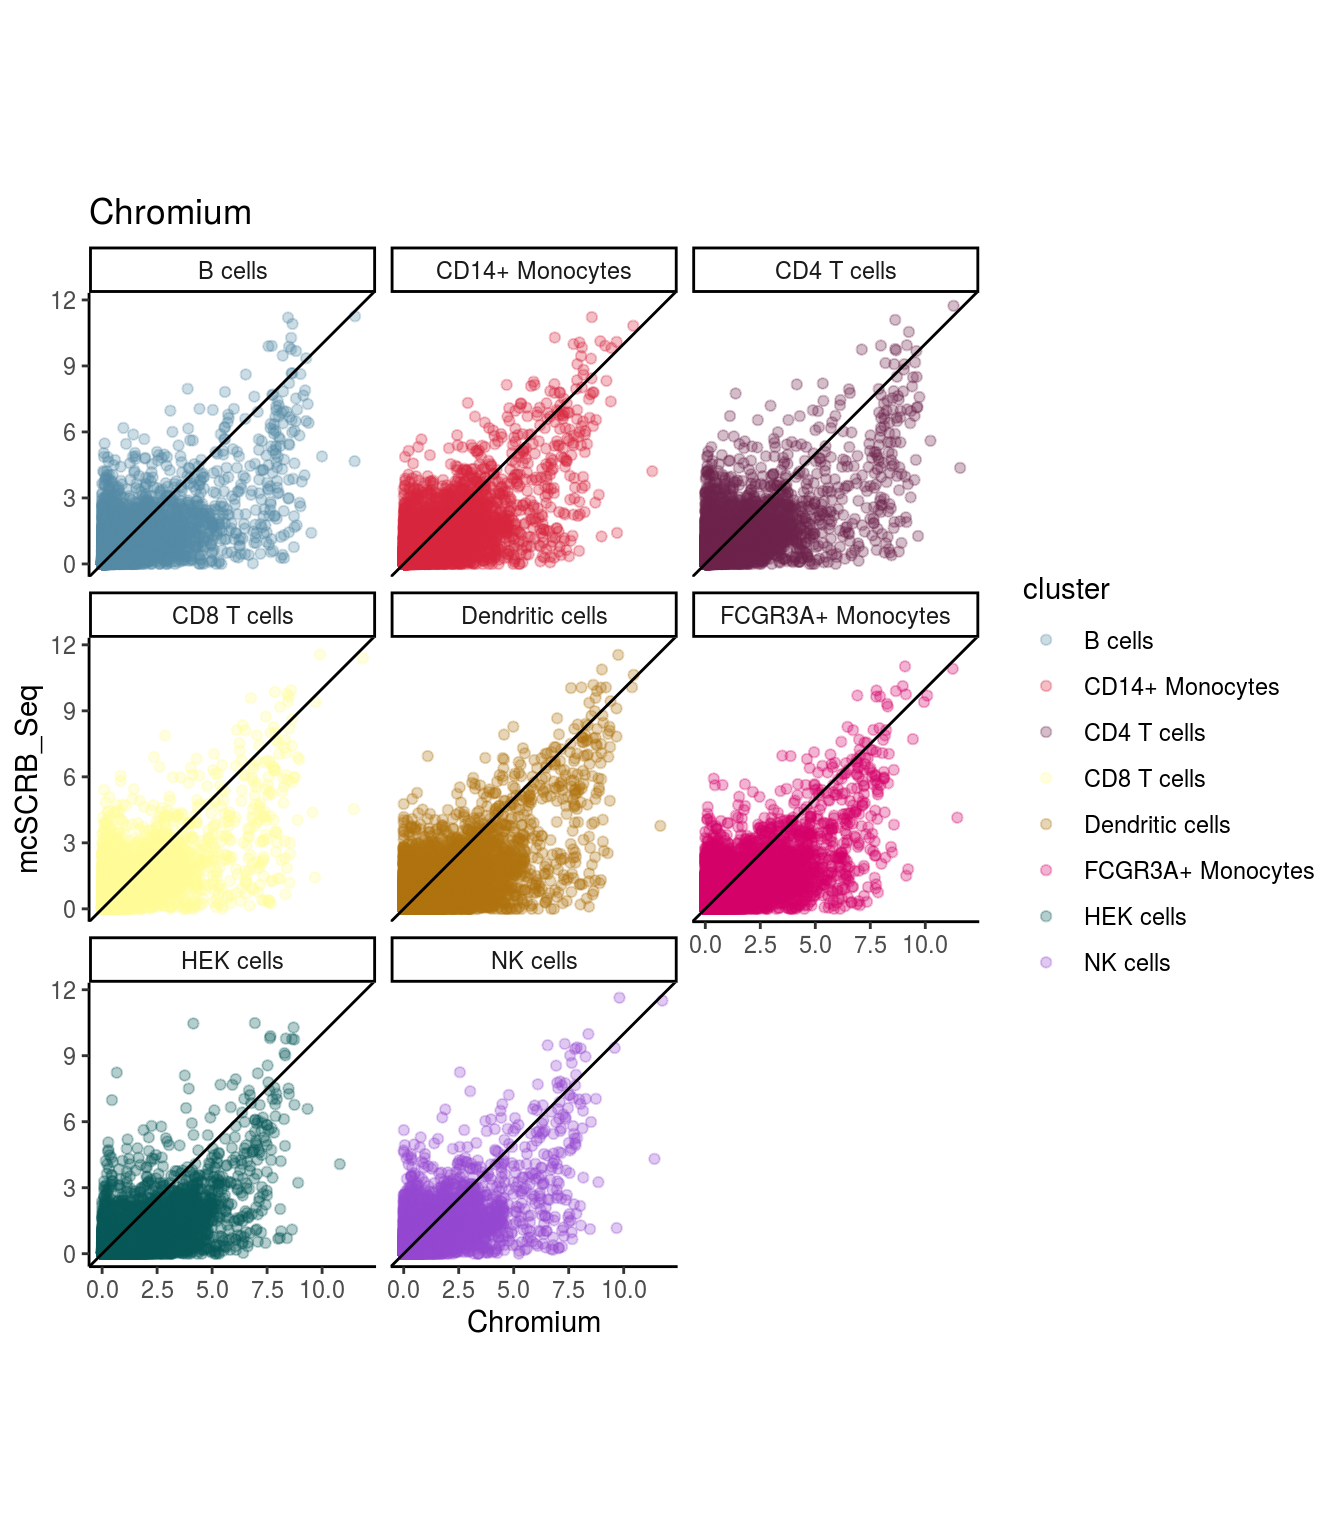 Chromium
B cells
CD14+ Monocytes
CD4 T cells
12
9
6
3
0
CD8 T cells
Dendritic cells
FCGR3A+ Monocytes
12
9
6
3
0
0.0 2.5 5.0 7.5 10.0
HEK cells
NK cells
12
9
6
3
0
0.0 2.5 5.0 7.5 10.0
0.0 2.5 5.0 7.5 10.0
Chromium
mcSCRB_Seq
cluster
B cells
CD14+ Monocytes
CD4 T cells
CD8 T cells
Dendritic cells
FCGR3A+ Monocytes
HEK cells
NK cells